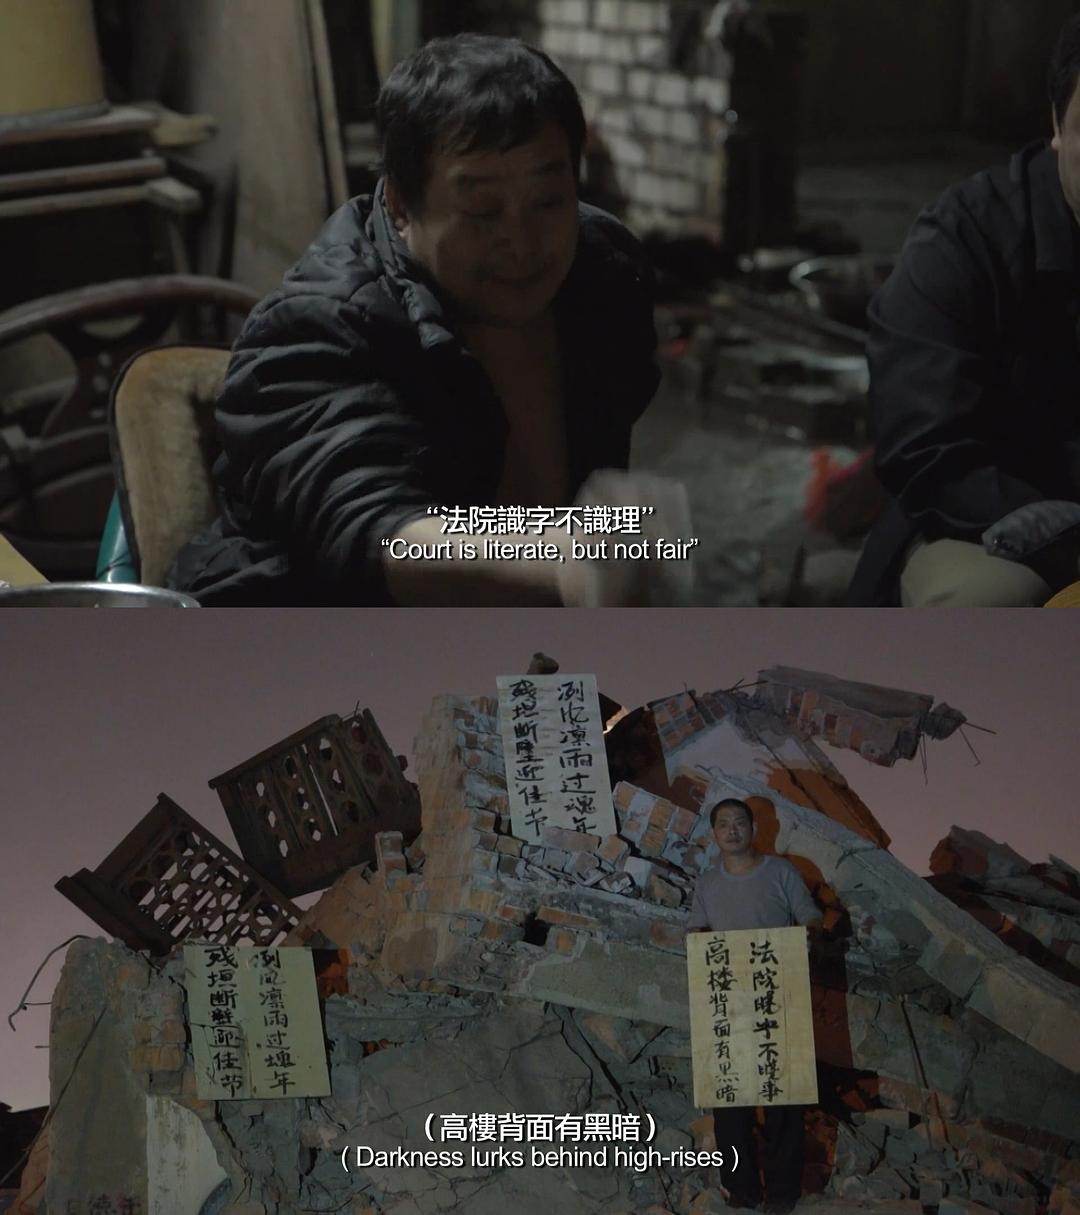 “法院識字不識理”
“Court is literate, but not fair”
残垣断壁迎佳节
残垣断壁迎佳节
高楼背面有黑暗
(高樓背面有黑暗)
( Darkness lurks behind high-rises )